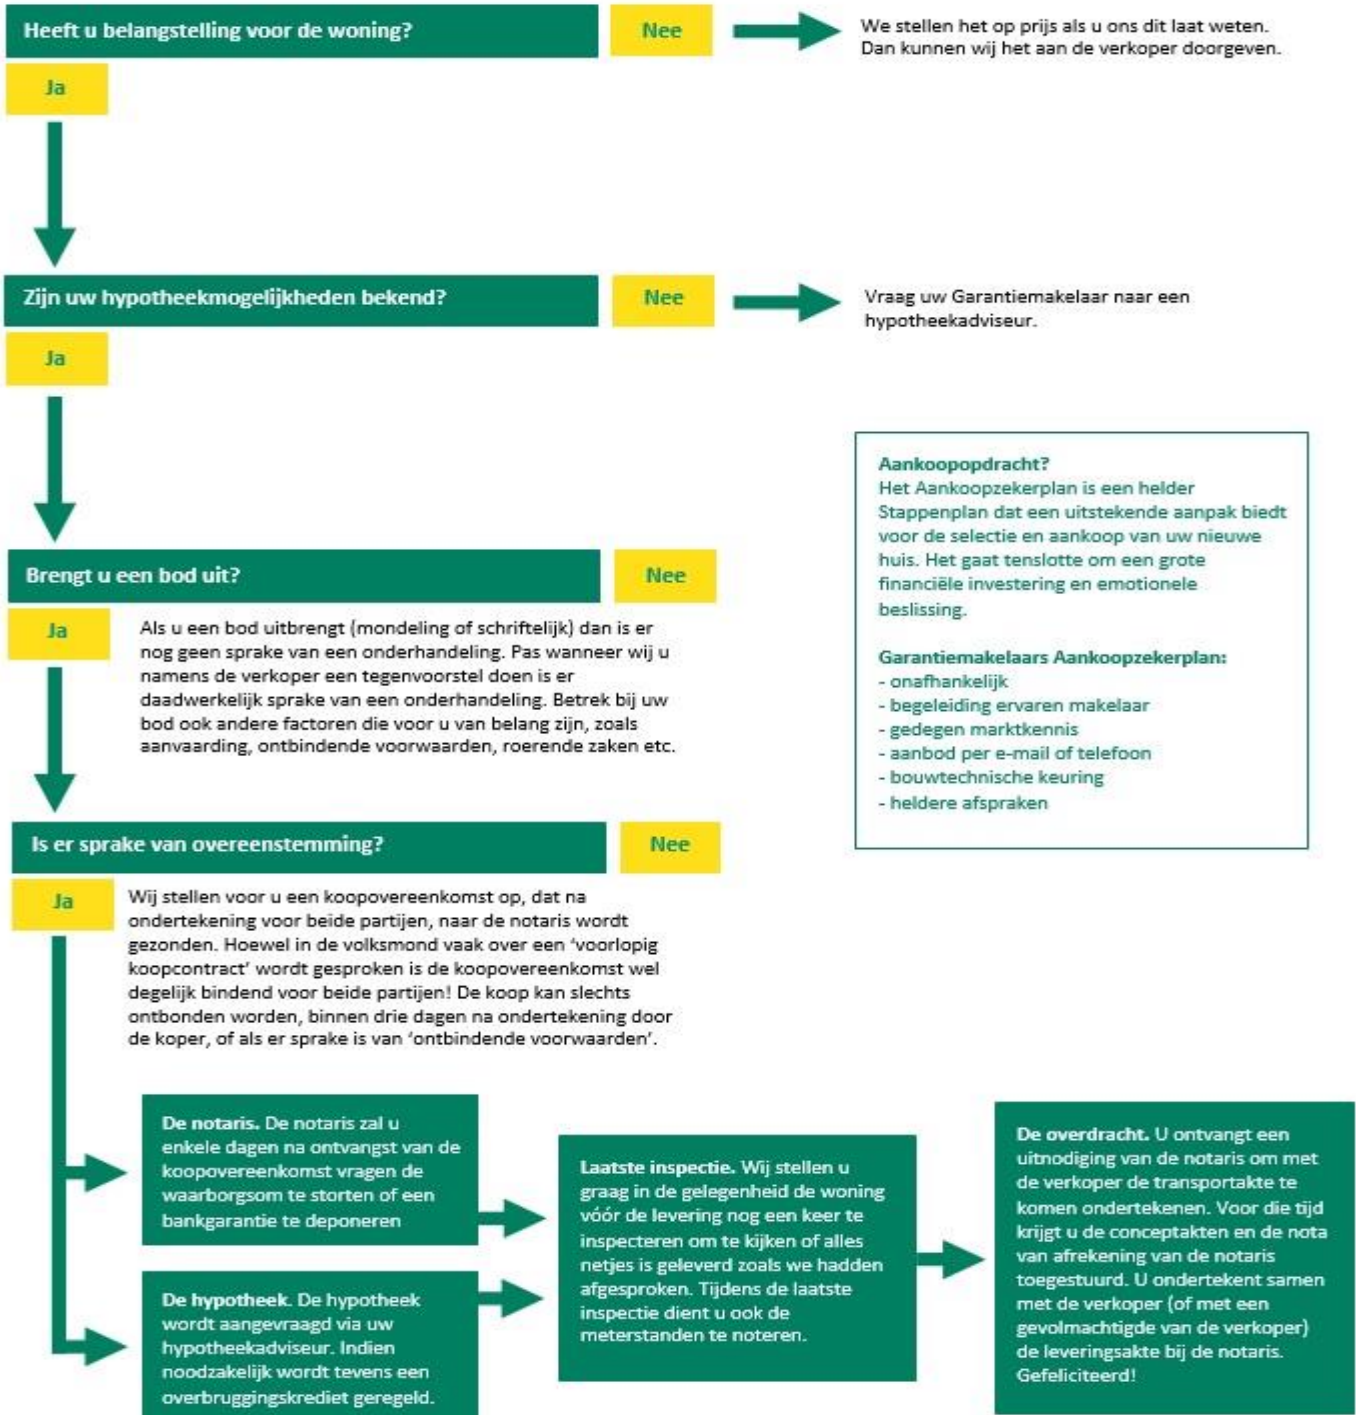 Heeft u belangstelling voor de woning?
Nee
We stellen het op prijs als u ons dit laat weten.
Dan kunnen wij het aan de verkoper doorgeven.
Ja
Zijn uw hypotheekmogelijkheden bekend?
Nee
Vraag uw Garantiemakelaar naar een
hypotheekadviseur.
Ja
Aankoopopdracht?
Het Aankoopzekerplan is een helder
Stappenplan dat een uitstekende aanpak biedt
voor de selectie en aankoop van uw nieuwe
huis. Het gaat tenslotte om een grote
financiële investering en emotionele
beslissing.
Garantiemakelaars Aankoopzekerplan:
- onafhankelijk
- begeleiding ervaren makelaar
- gedegen marktkennis
- aanbod per e-mail of telefoon
- bouwtechnische keuring
- heldere afspraken
Brengt u een bod uit?
Nee
Ja
Als u een bod uitbrengt (mondeling of schriftelijk) dan is er
nog geen sprake van een onderhandeling. Pas wanneer wij u
namens de verkoper een tegenvoorstel doen is er
daadwerkelijk sprake van een onderhandeling. Betrek bij uw
bod ook andere factoren die voor u van belang zijn, zoals
aanvaarding, ontbindende voorwaarden, roerende zaken etc.
Is er sprake van overeenstemming?
Nee
Ja
Wij stellen voor u een koopovereenkomst op, dat na
ondertekening voor beide partijen, naar de notaris wordt
gezonden. Hoewel in de volksmond vaak over een ‘voorlopig
koopcontract’ wordt gesproken is de koopovereenkomst wel
degelijk bindend voor beide partijen! De koop kan slechts
ontbonden worden, binnen drie dagen na ondertekening door
de koper, of als er sprake is van ‘ontbindende voorwaarden’.
De notaris. De notaris zal u
enkele dagen na ontvangst van de
koopovereenkomst vragen de
waarborgsom te storten of een
bankgarantie te deponeren
De hypotheek. De hypotheek
wordt aangevraagd via uw
hypotheekadviseur. Indien
noodzakelijk wordt tevens een
overbruggingskrediet geregeld.
Laatste inspectie. Wij stellen u
graag in de gelegenheid de woning
vóór de levering nog een keer te
inspecteren om te kijken of alles
netjes is geleverd zoals we hadden
afgesproken. Tijdens de laatste
inspectie dient u ook de
meterstanden te noteren.
De overdracht. U ontvangt een
uitnodiging van de notaris om met
de verkoper de transportakte te
komen ondertekenen. Voor die tijd
krijgt u de conceptakten en de nota
van afrekening van de notaris
toegestuurd. U ondertekent samen
met de verkoper (of met een
gevolmachtigde van de verkoper)
de leveringsakte bij de notaris.
Gefeliciteerd!